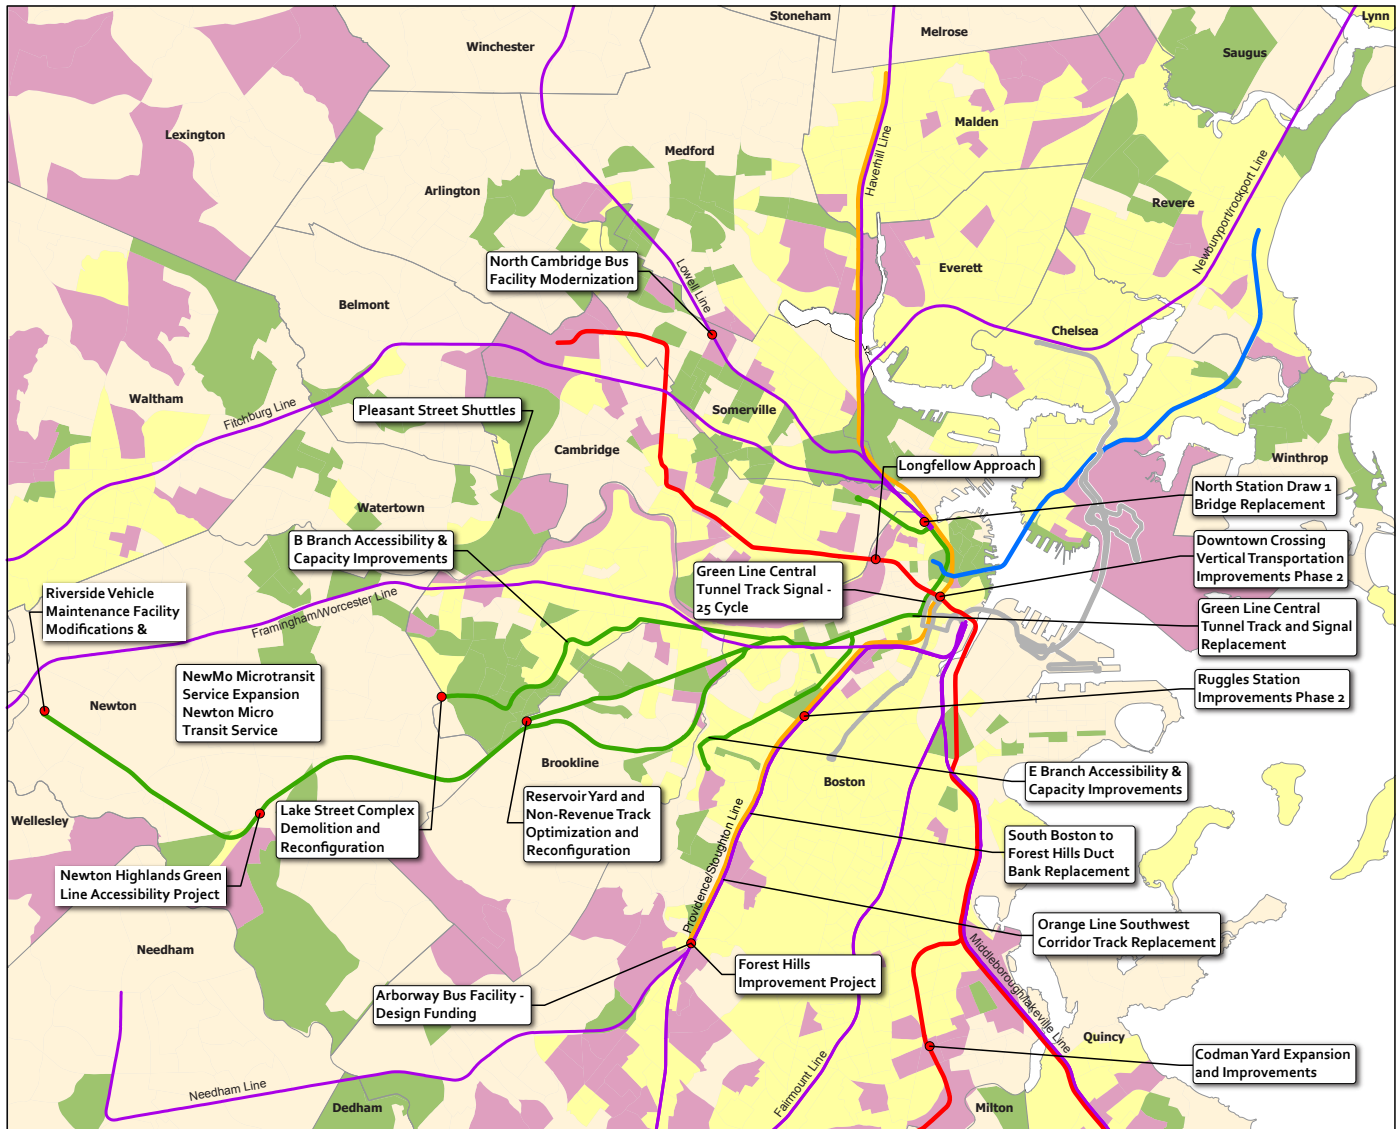 Stoneham
Lynn
Winchester
Melrose
Saugus
Lexington
Malden
Medford
Haverhill Line
Arlington
Newburyport/rockport Line
Revere
North Cambridge Bus
Facility Modernization
Lowell Line
Everett
Belmont
Chelsea
Waltham
Fitchburg Line
Pleasant Street Shuttles
Somerville
Cambridge
Longfellow Approach
Winthrop
North Station Draw 1
Bridge Replacement
Watertown
B Branch Accessibility &
Capacity Improvements
Downtown Crossing
Vertical Transportation
Improvements Phase 2
Green Line Central
Tunnel Track Signal -
25 Cycle
Riverside Vehicle
Maintenance Facility
Modifications &
Framingham/Worcester Line
Green Line Central
Tunnel Track and Signal
Replacement
NewMo Microtransit
Service Expansion
Newton Micro
Transit Service
Newton
Ruggles Station
Improvements Phase 2
Brookline
Boston
E Branch Accessibility &
Capacity Improvements
Wellesley
Lake Street Complex
Demolition and
Reconfiguration
Reservoir Yard and
Non-Revenue Track
Optimization and
Reconfiguration
Providence/Stoughton Line
South Boston to
Forest Hills Duct
Bank Replacement
Newton Highlands Green
Line Accessibility Project
Orange Line Southwest
Corridor Track Replacement
Needham
Forest Hills
Improvement Project
Middleborough/lakeville Line
Arborway Bus Facility -
Design Funding
Quincy
Codman Yard Expansion
and Improvements
Needham Line
Fairmount Line
Dedham
Milton